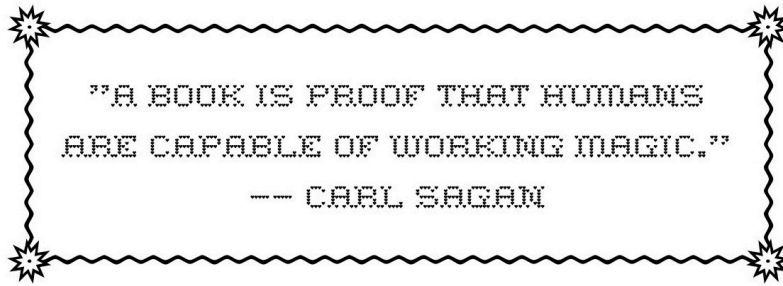 ”A BOOK IS PROOF THAT HUMANS
ARE CAPABLE OF WORKING MAGIC.”
-- CARL SAGAN